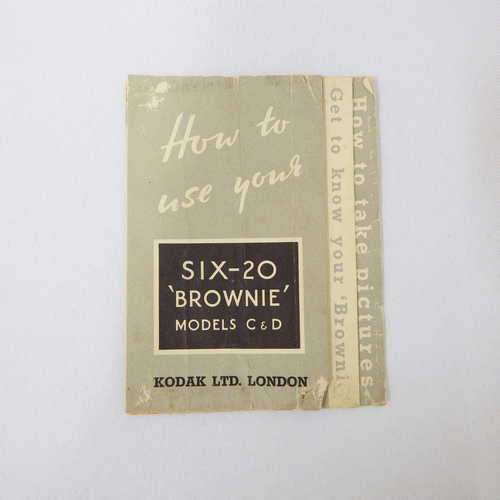 How to
use your
SIX-20
'BROWNIE'
MODELS C & D
KODAK LTD. LONDON
Get to know your 'Browni
How to take pictures